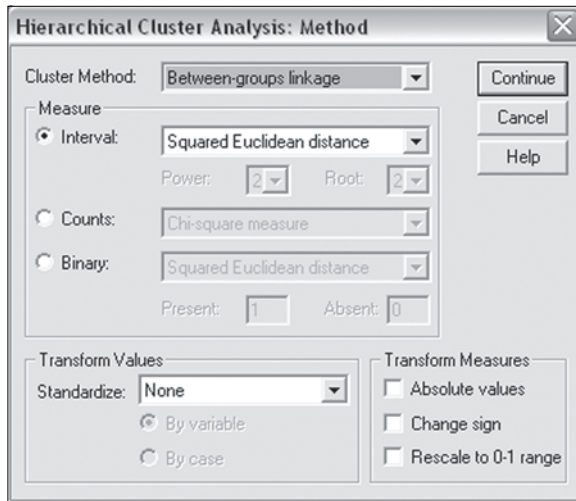 Hierarchical Cluster Analysis: Method
Cluster Method: Between-groups linkage
Continue
Cancel
Help
Measure
Interval: Squared Euclidean distance
Power: 2 Root: 2
Counts: Chi-square measure
Binary: Squared Euclidean distance
Present: 1 Absent: 0
Transform Values
Standardize: None
By variable
By case
Transform Measures
Absolute values
Change sign
Rescale to 0-1 range